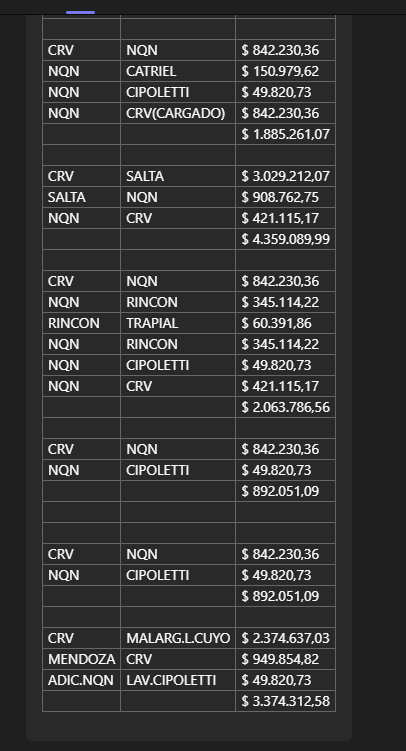 CRV NQN $ 842.230,36
NQN CATRIEL $ 150.979,62
NQN CIPOLETTI $ 49.820,73
NQN CRV(CARGADO) $ 842.230,36
$ 1.885.261,07
CRV SALTA $ 3.029.212,07
SALTA NQN $ 908.762,75
NQN CRV $ 421.115,17
$ 4.359.089,99
CRV NQN $ 842.230,36
NQN RINCON $ 345.114,22
RINCON TRAPIAL $ 60.391,86
NQN RINCON $ 345.114,22
NQN CIPOLETTI $ 49.820,73
NQN CRV $ 421.115,17
$ 2.063.786,56
CRV NQN $ 842.230,36
NQN CIPOLETTI $ 49.820,73
$ 892.051,09
CRV NQN $ 842.230,36
NQN CIPOLETTI $ 49.820,73
$ 892.051,09
CRV MALARG.L.CUYO $ 2.374.637,03
MENDOZA CRV $ 949.854,82
ADIC.NQN LAV.CIPOLETTI $ 49.820,73
$ 3.374.312,58